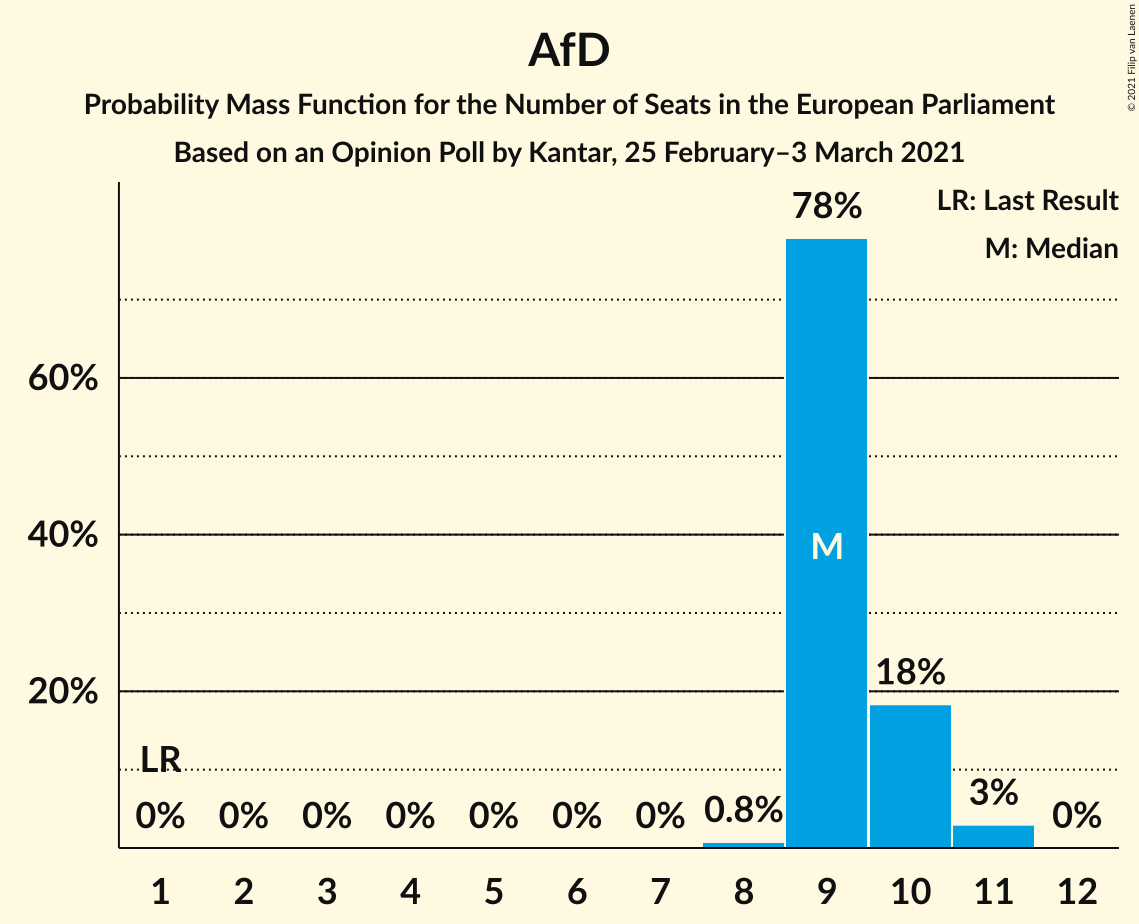 AfD
Probability Mass Function for the Number of Seats in the European Parliament
Based on an Opinion Poll by Kantar, 25 February–3 March 2021
© 2021 Filip van Laenen
LR: Last Result
M: Median
78%
60%
40%
M
20%
18%
LR
0% 0% 0% 0% 0% 0% 0% 0.8% 3% 0%
1 2 3 4 5 6 7 8 9 10 11 12